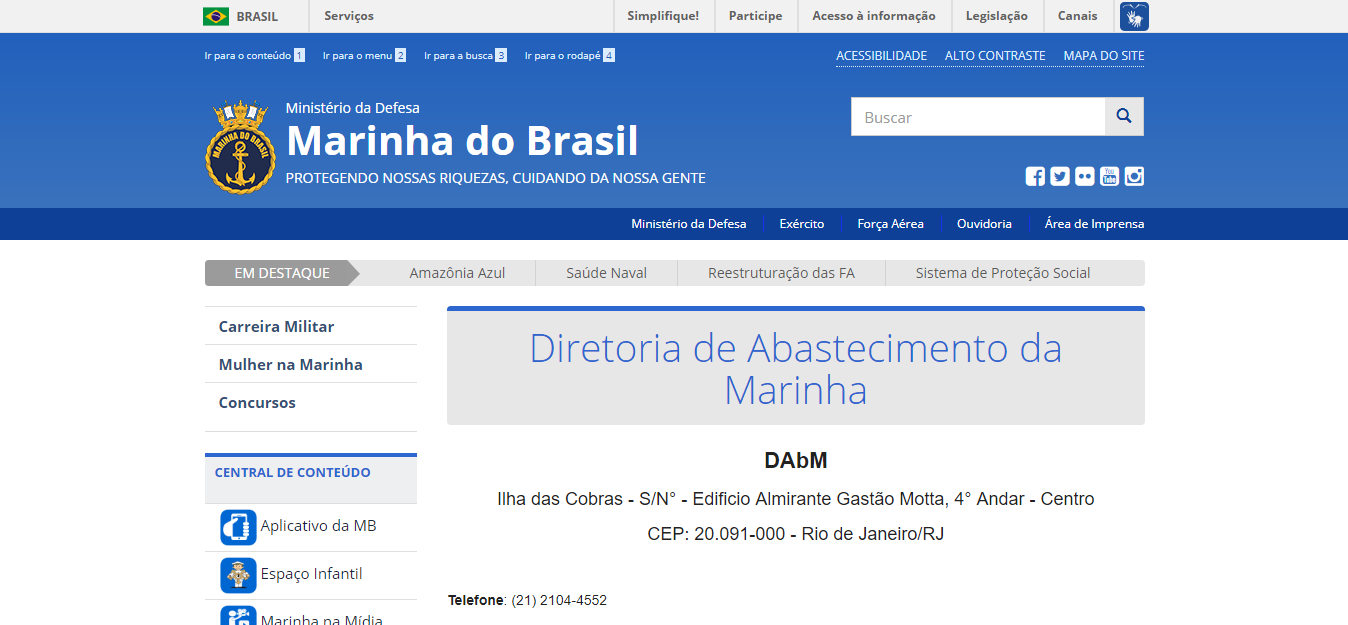 BRASIL
Serviços
Simplifique!
Participe
Acesso à informação
Legislação
Canais
Ir para o conteúdo 1
Ir para o menu 2
Ir para a busca 3
Ir para o rodapé 4
ACESSIBILIDADE
ALTO CONTRASTE
MAPA DO SITE
MARINHA DO BRASIL
Ministério da Defesa
Marinha do Brasil
PROTEGENDO NOSSAS RIQUEZAS, CUIDANDO DA NOSSA GENTE
Buscar
You
Tube
Ministério da Defesa
Exército
Força Aérea
Ouvidoria
Área de Imprensa
EM DESTAQUE
Amazônia Azul
Saúde Naval
Reestruturação das FA
Sistema de Proteção Social
Carreira Militar
Mulher na Marinha
Concursos
CENTRAL DE CONTEÚDO
Aplicativo da MB
Espaço Infantil
Marinha na Mídia
Diretoria de Abastecimento da
Marinha
DAbM
Ilha das Cobras - S/N° - Edificio Almirante Gastão Motta, 4° Andar - Centro
CEP: 20.091-000 - Rio de Janeiro/RJ
Telefone: (21) 2104-4552